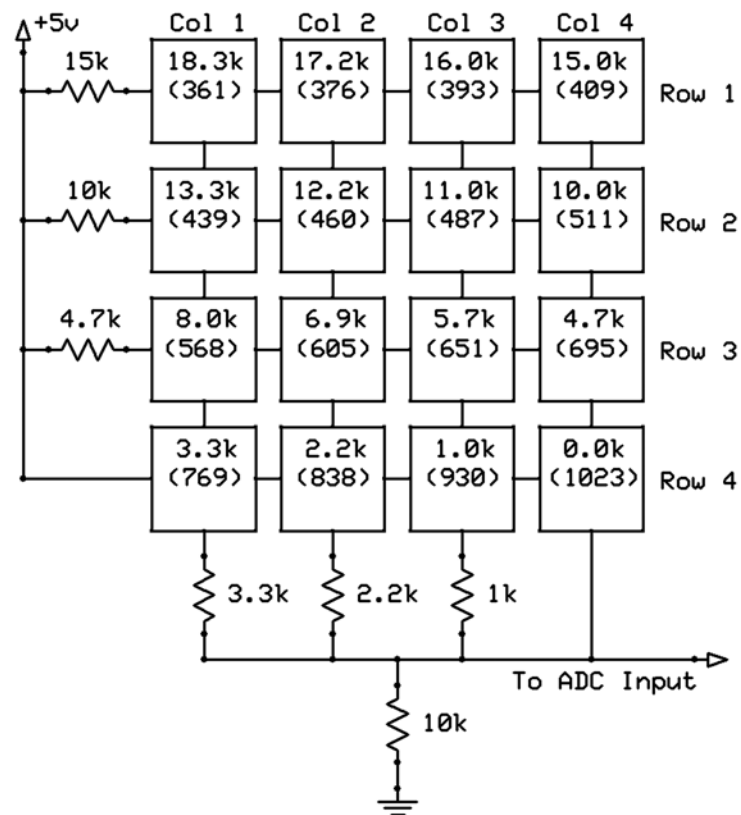 +5v
Col 1 Col 2 Col 3 Col 4
15k
18.3k 17.2k 16.0k 15.0k
(361) (376) (393) (409) Row 1
10k
13.3k 12.2k 11.0k 10.0k
(439) (460) (487) (511) Row 2
4.7k
8.0k 6.9k 5.7k 4.7k
(568) (605) (651) (695) Row 3
3.3k 2.2k 1.0k 0.0k
(769) (838) (930) (1023) Row 4
3.3k 2.2k 1k
To ADC Input
10k